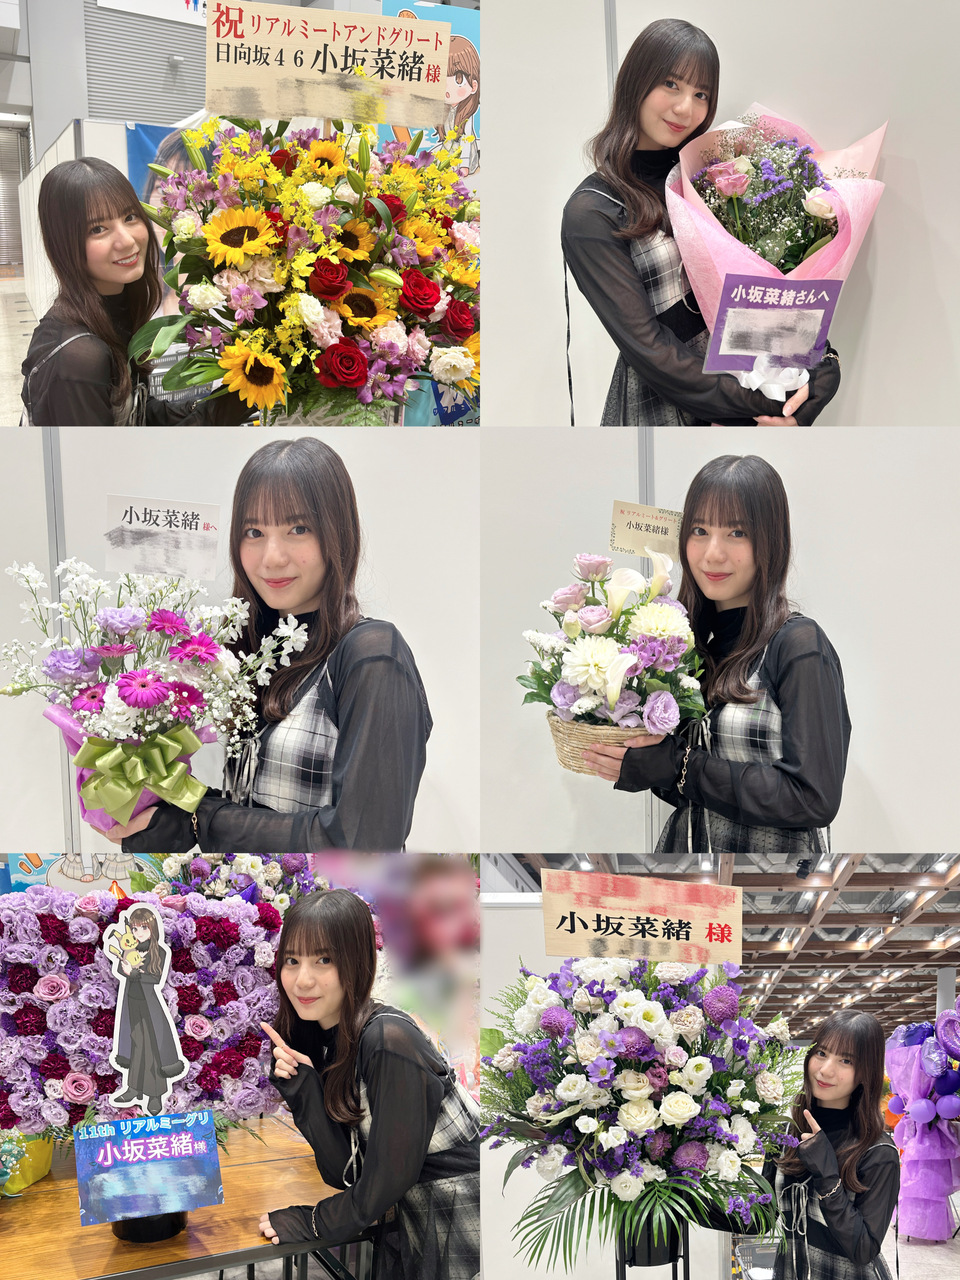 祝リアルミートアンドグリート
日向坂４６小坂菜緒様
小坂菜緒さんへ
小坂菜緒様へ
祝 リアルミート&グリート
小坂菜緒様
11th リアルミーグリ
小坂菜緒様
小坂菜緒 様